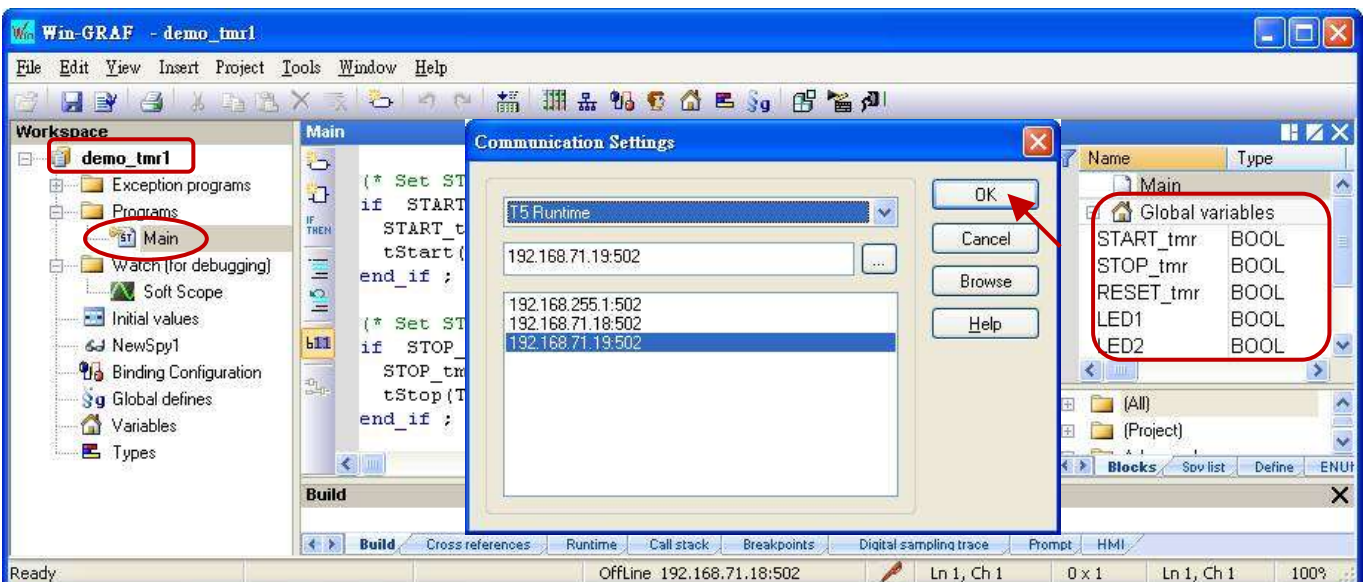 Win-GRAF - demo_tmr1
File Edit View Insert Project Tools Window Help
Workspace
demo_tmr1
Exception programs
Programs
Main
Watch (for debugging)
Soft Scope
Initial values
NewSpy1
Binding Configuration
Global defines
Variables
Types
Main
(* Set ST
if START
START_t
tStart(
end_if ;
(* Set ST
if STOP_
STOP_tm
tStop(T
end_if ;
IF
THEN
Communication Settings
T5 Runtime
192.168.71.19:502
...
192.168.255.1:502
192.168.71.18:502
192.168.71.19:502
OK
Cancel
Browse
Help
Name Type
Main
Global variables
START_tmr BOOL
STOP_tmr BOOL
RESET_tmr BOOL
LED1 BOOL
LED2 BOOL
(All)
(Project)
Blocks Spy list Define
Build
Build Cross references Runtime Call stack Breakpoints Digital sampling trace Prompt HMI
Ready OffLine 192.168.71.18:502 Ln 1, Ch 1 0 x 1 Ln 1, Ch 1 100%